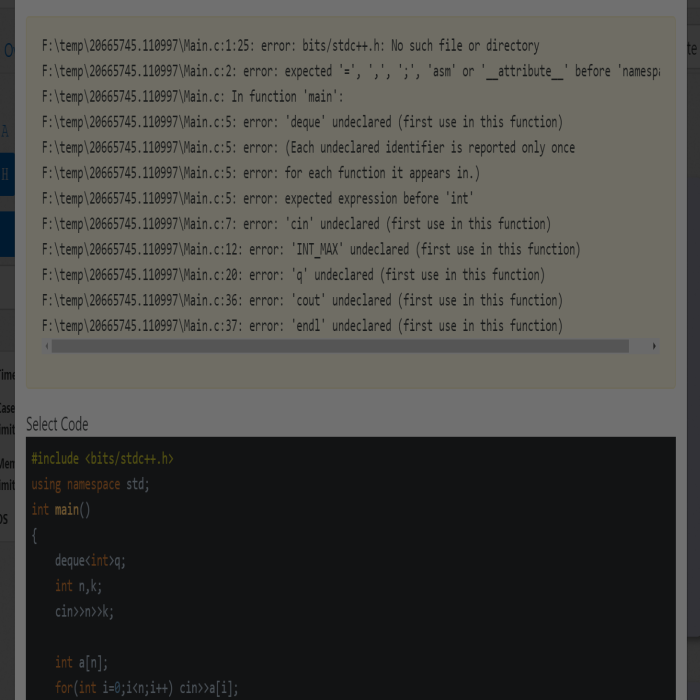 F:\temp\20665745.110997\Main.c:1:25: error: bits/stdc++.h: No such file or directory
F:\temp\20665745.110997\Main.c:2: error: expected '=', ',', ';', 'asm' or '__attribute__' before 'namespa
F:\temp\20665745.110997\Main.c: In function 'main':
F:\temp\20665745.110997\Main.c:5: error: 'deque' undeclared (first use in this function)
F:\temp\20665745.110997\Main.c:5: error: (Each undeclared identifier is reported only once
F:\temp\20665745.110997\Main.c:5: error: for each function it appears in.)
F:\temp\20665745.110997\Main.c:5: error: expected expression before 'int'
F:\temp\20665745.110997\Main.c:7: error: 'cin' undeclared (first use in this function)
F:\temp\20665745.110997\Main.c:12: error: 'INT_MAX' undeclared (first use in this function)
F:\temp\20665745.110997\Main.c:20: error: 'q' undeclared (first use in this function)
F:\temp\20665745.110997\Main.c:36: error: 'cout' undeclared (first use in this function)
F:\temp\20665745.110997\Main.c:37: error: 'endl' undeclared (first use in this function)
Select Code
#include <bits/stdc++.h>
using namespace std;
int main()
{
deque<int>q;
int n,k;
cin>>n>>k;
int a[n];
for(int i=0;i<n;i++) cin>>a[i];